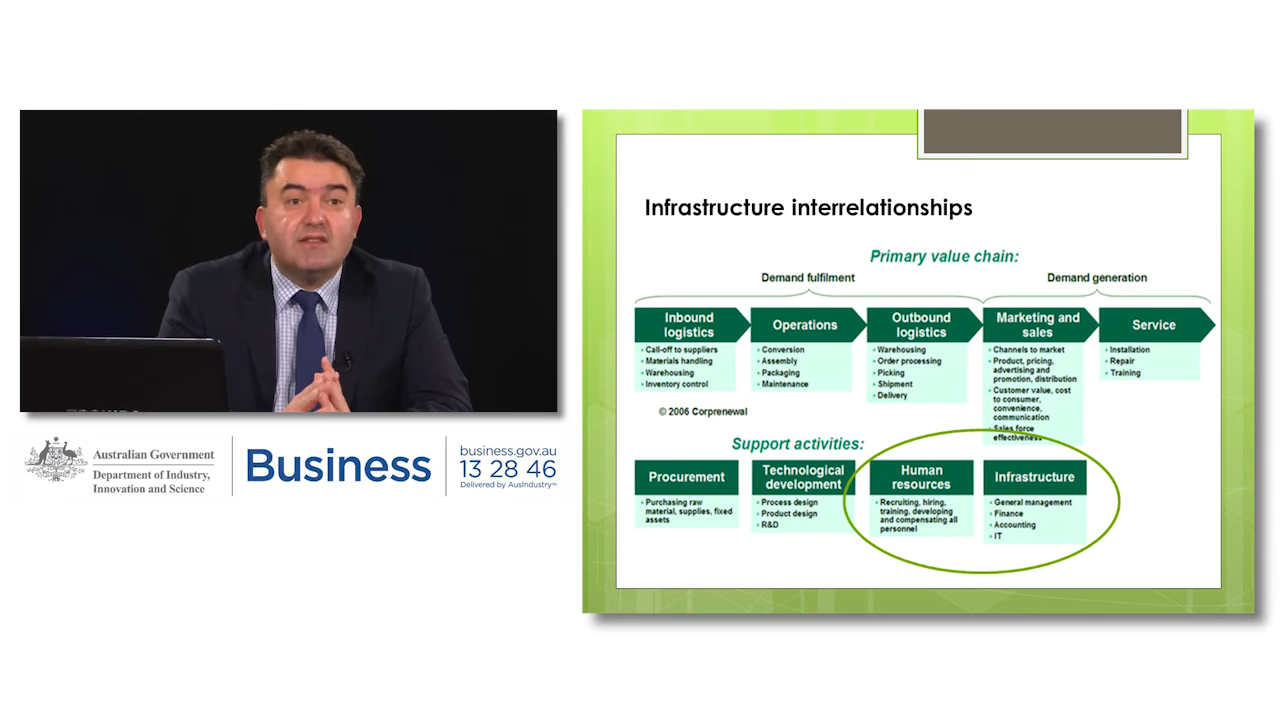 Australian Government
Department of Industry,
Innovation and Science
Business
business.gov.au
13 28 46
Delivered by AusIndustry™
Infrastructure interrelationships
Primary value chain:
Demand fulfilment
Demand generation
Inbound
logistics
• Call-off to suppliers
• Materials handling
• Warehousing
• Inventory control
Operations
• Conversion
• Assembly
• Packaging
• Maintenance
Outbound
logistics
• Warehousing
• Order processing
• Picking
• Shipment
• Delivery
Marketing and
sales
• Channels to market
• Product, pricing,
advertising and
promotion, distribution
• Customer value, cost
to consumer,
convenience,
communication
• Sales force
effectiveness
Service
• Installation
• Repair
• Training
© 2006 Corprenewal
Support activities:
Procurement
• Purchasing raw
material, supplies, fixed
assets
Technological
development
• Process design
• Product design
• R&D
Human
resources
• Recruiting, hiring,
training, developing
and compensating all
personnel
Infrastructure
• General management
• Finance
• Accounting
• IT